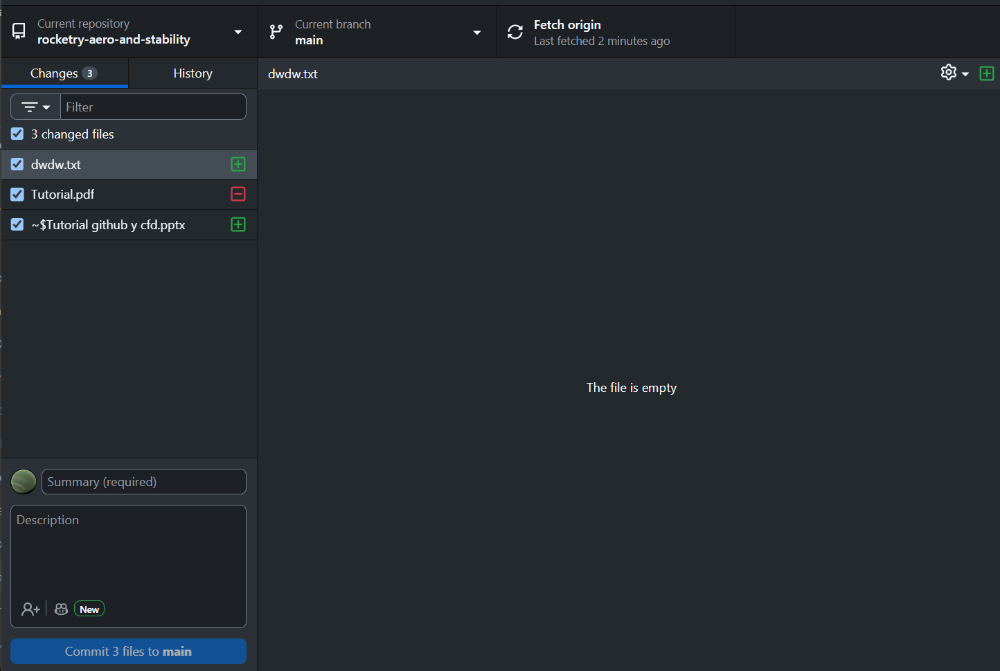 Current repository
rocketry-aero-and-stability
Current branch
main
Fetch origin
Last fetched 2 minutes ago
Changes 3
History
dwdw.txt
Filter
3 changed files
dwdw.txt
Tutorial.pdf
~$Tutorial github y cfd.pptx
The file is empty
Summary (required)
Description
New
Commit 3 files to main